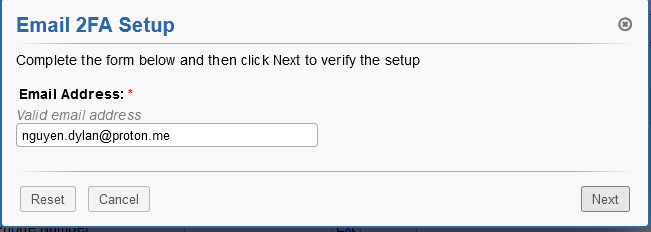 Email 2FA Setup
Complete the form below and then click Next to verify the setup
Email Address: *
Valid email address
nguyen.dylan@proton.me
Reset Cancel Next